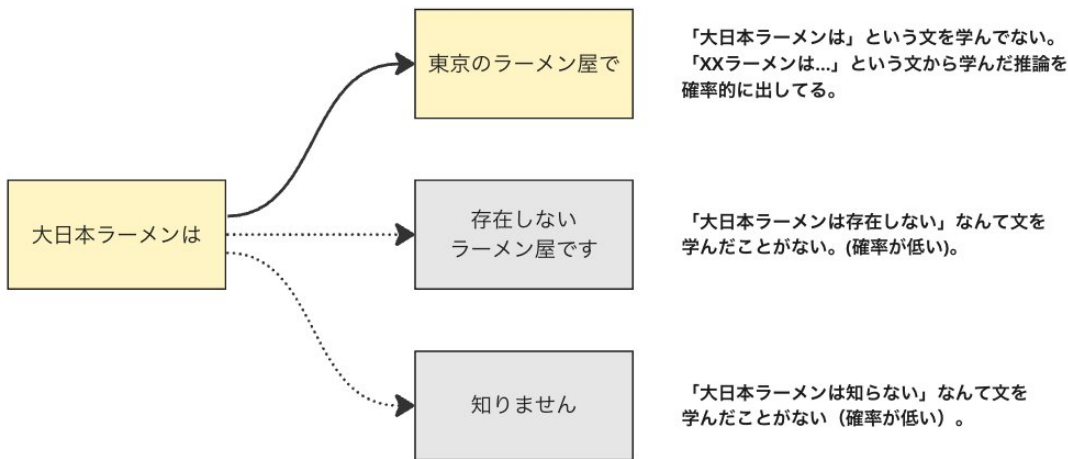 大日本ラーメンは
東京のラーメン屋で
「大日本ラーメンは」という文を学んでない。
「XXラーメンは...」という文から学んだ推論を
確率的に出してる。
存在しない
ラーメン屋です
「大日本ラーメンは存在しない」なんて文を
学んだことがない。(確率が低い)。
知りません
「大日本ラーメンは知らない」なんて文を
学んだことがない（確率が低い）。